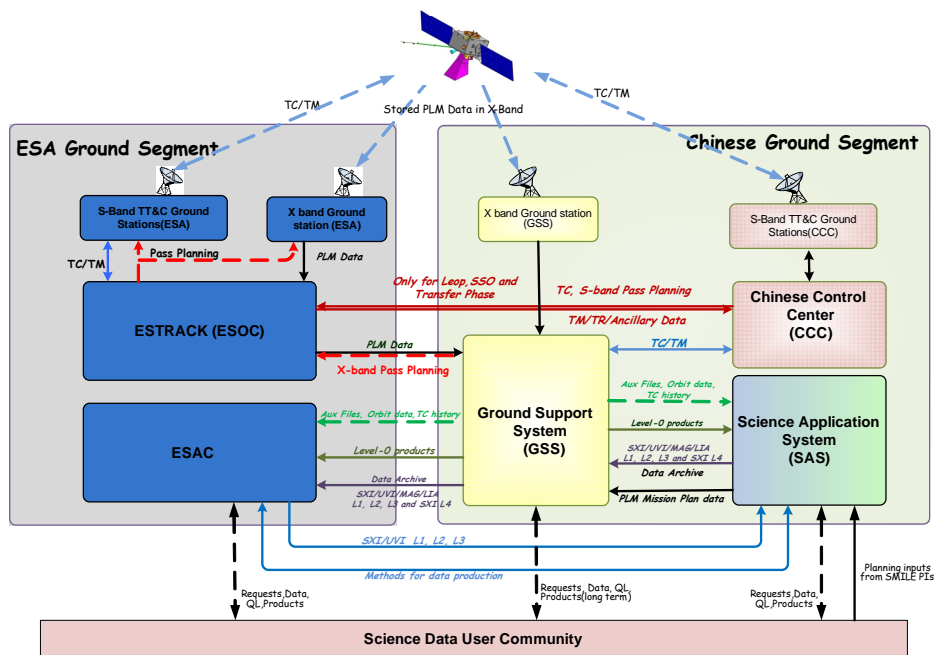 TC/TM
Stored PLM Data in X-Band
TC/TM
ESA Ground Segment
Chinese Ground Segment
S-Band TT&C Ground
Stations(ESA)
X band Ground
station (ESA)
X band Ground station
(GSS)
S-Band TT&C Ground
Stations(CCC)
TC/TM
Pass Planning
PLM Data
Only for Leop,SSO and
Transfer Phase
TC, S-band Pass Planning
TM/TR/Ancillary Data
ESTRACK (ESOC)
Chinese Control
Center
(CCC)
PLM Data
X-band Pass Planning
TC/TM
Ground Support
System
(GSS)
Aux Files, Orbit data,
TC history
Aux Files, Orbit data,TC history
Level-0 products
Science Application
System
(SAS)
ESAC
Level-0 products
SXI/UVI/MAG/LIA
L1, L2, L3 and SXI L4
Data Archive
Data Archive
SXI/UVI/MAG/LIA
L1, L2, L3 and SXI L4
PLM Mission Plan data
SXI/UVI L1, L2, L3
Methods for data production
Requests,Data,
QL,Products
Requests, Data, QL,
Products(long term)
Requests,Data,
QL,Products
Planning inputs
from SMILE PIs
Science Data User Community